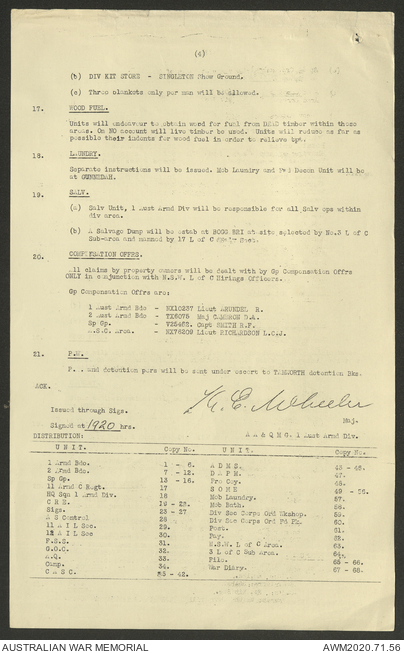 (4)
(b) DIV KIT STORE - SINGLETON Show Ground.
(c) Three blankets only per man will be allowed.
17. WOOD FUEL.
Units will endeavour to obtain wood for fuel from DEAD timber within these
areas. On NO account will live timber be used. Units will reduce as far as
possible their indents for wood fuel in order to relieve tpt.
18. LAUNDRY.
Separate instructions will be issued. Mob Laundry and Fwd Decon Unit will be
at GUNNEDAH.
19. SALV.
(a) Salv Unit, 1 Aust Armd Div will be responsible for all Salv ops within
div area.
(b) A Salvage Dump will be estab at BOGGABRI at site selected by No.3 L of C
Sub-area and manned by 17 L of C Salv Sec.
20. COMPENSATION OFFRS.
All claims by property owners will be dealt with by Gp Compensation Offrs
ONLY in conjunction with N.S.W. L of C Hirings Officers.
Gp Compensation Offrs are:
1 Aust Armd Bde - NX10237 Lieut ARUNDEL R.
2 Aust Armd Bde - TX6075 Maj CAMERON D.A.
Sp Gp. - VX25462. Capt SMITH H.F.
A.S.C. Area. - NX78209 Lieut RICHARDSON L.C.J.
21. P.W.
and detention pers will be sent under escort to TAMWORTH detention Bks.
ACK.
Issued through Sigs.
Signed at 1920 hrs.
Maj.
A A & Q M G. 1 Aust Armd Div.
DISTRIBUTION:
UNIT. Copy No. UNIT. Copy No.
1 Armd Bde. 1 - 6. A D M S. 43 - 46.
2 Armd Bde. 7 - 12. D A P M. 47.
Sp Gp. 13 - 16. Fwd Coy. 48.
11 Armd C Regt. 17 S O M E 49 - 56.
HQ Sqn 1 Armd Div. 18 Mob Laundry. 57.
C R E. 19 - 22. Mob Bath. 58.
Sigs. 23 - 27 Div Sec Corps Ord Wkshop. 59.
A S Control 28 Div Sec Corps Ord Fd Pk. 60.
11 A I L Sec. 29. Post. 61.
12 A I L Sec 30. Pay. 62.
F.S.S. 31. N.S.W. L of C Area. 63.
G.O.C. 32. 3 L of C Sub Area. 64.
A.Q. 33. File. 65 - 66.
Camp. 34. War Diary. 67 - 68.
C A S C. 35 - 42.
AUSTRALIAN WAR MEMORIAL AWM2020.71.56